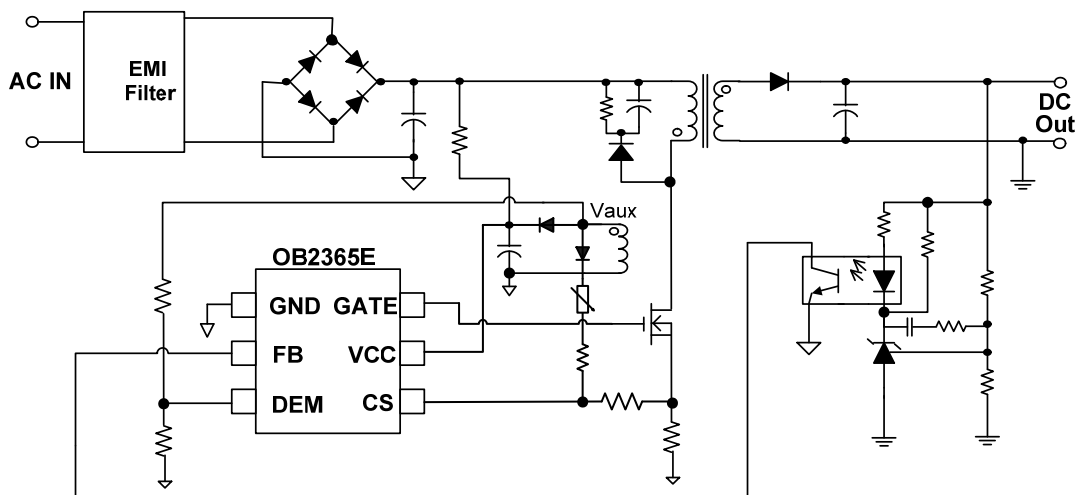 AC IN
EMI
Filter
DC
Out
Vaux
OB2365E
GND GATE
FB VCC
DEM CS